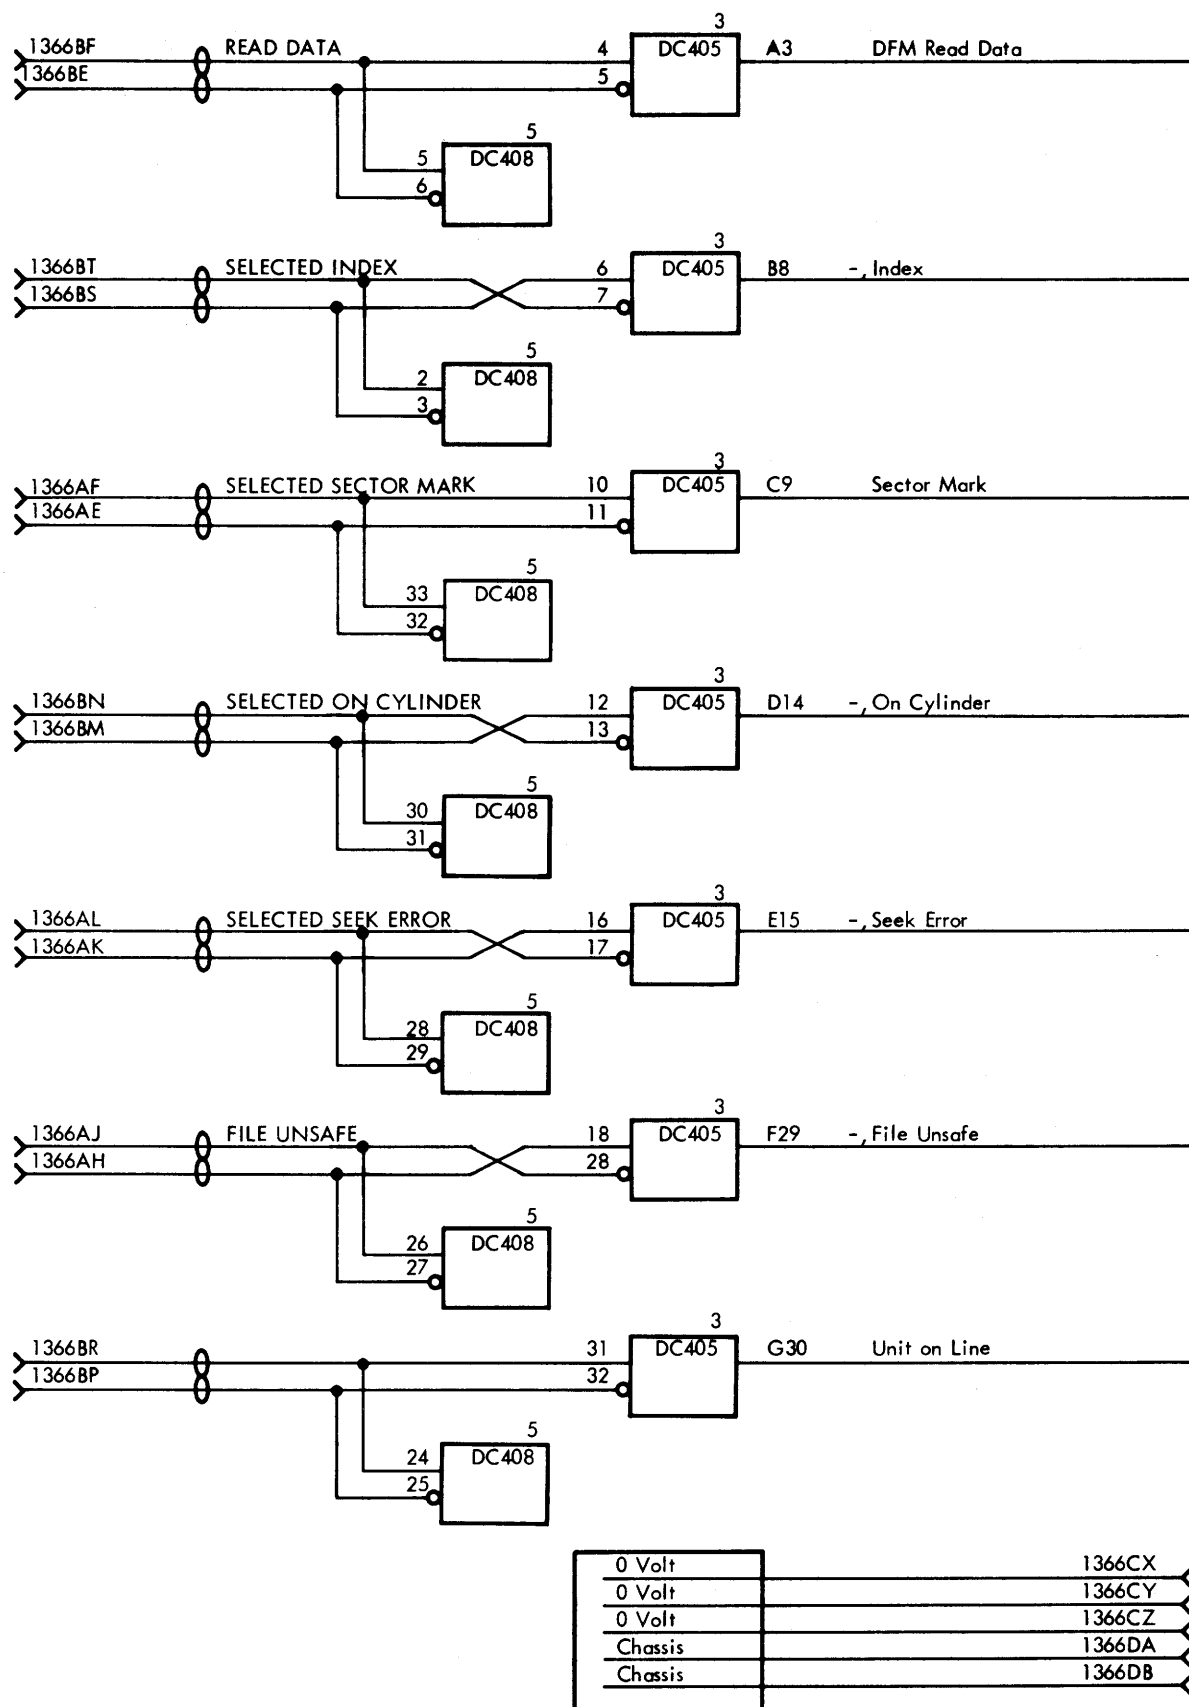 3
1366BF READ DATA 4 DC405 A3 DFM Read Data
1366BE 5
5
5 DC408
6
3
1366BT SELECTED INDEX 6 DC405 B8 -, Index
1366BS 7
5
2 DC408
3
3
1366AF SELECTED SECTOR MARK 10 DC405 C9 Sector Mark
1366AE 11
5
33 DC408
32
3
1366BN SELECTED ON CYLINDER 12 DC405 D14 -, On Cylinder
1366BM 13
5
30 DC408
31
3
1366AL SELECTED SEEK ERROR 16 DC405 E15 -, Seek Error
1366AK 17
5
28 DC408
29
3
1366AJ FILE UNSAFE 18 DC405 F29 -, File Unsafe
1366AH 28
5
26 DC408
27
3
1366BR 31 DC405 G30 Unit on Line
1366BP 32
5
24 DC408
25
0 Volt 1366CX
0 Volt 1366CY
0 Volt 1366CZ
Chassis 1366DA
Chassis 1366DB